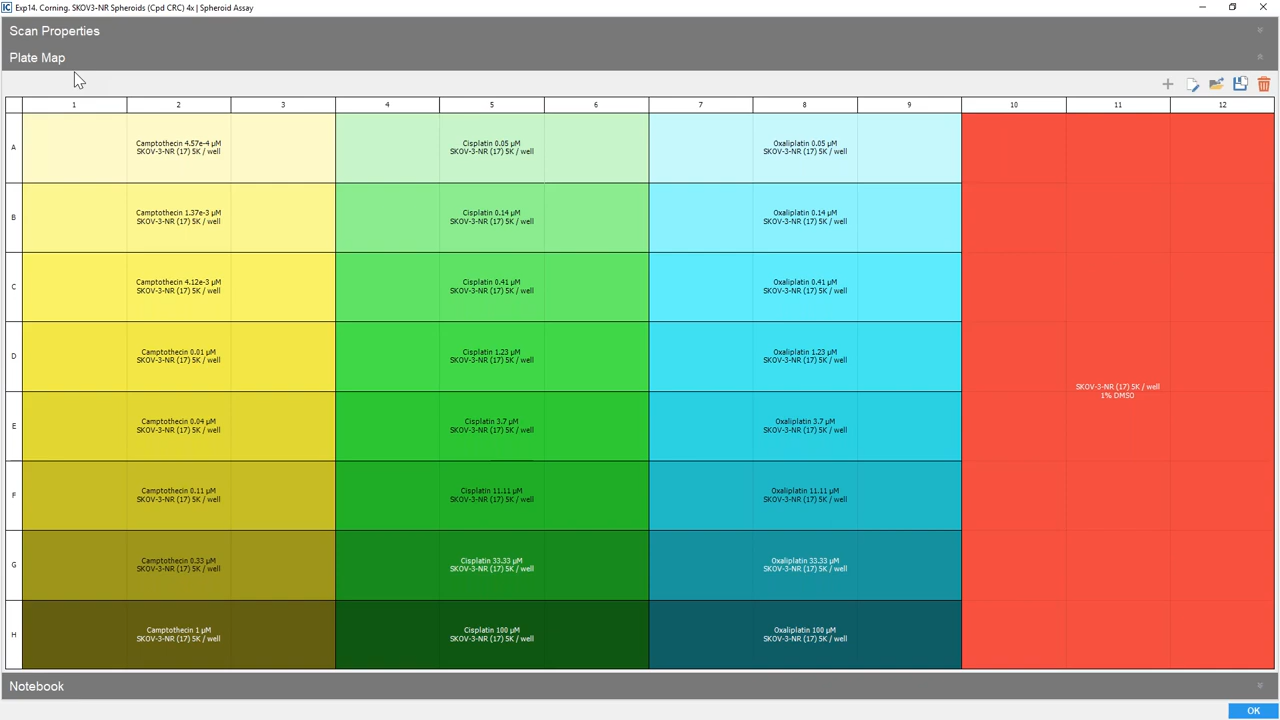 IC Exp14. Corning. SKOV3-NR Spheroids (Cpd CRC) 4x | Spheroid Assay
Scan Properties
Plate Map
1 2 3 4 5 6 7 8 9 10 11 12
A
Camptothecin 4.57e-4 µM
SKOV-3-NR (17) 5K / well
Cisplatin 0.05 µM
SKOV-3-NR (17) 5K / well
Oxaliplatin 0.05 µM
SKOV-3-NR (17) 5K / well
B
Camptothecin 1.37e-3 µM
SKOV-3-NR (17) 5K / well
Cisplatin 0.14 µM
SKOV-3-NR (17) 5K / well
Oxaliplatin 0.14 µM
SKOV-3-NR (17) 5K / well
C
Camptothecin 4.12e-3 µM
SKOV-3-NR (17) 5K / well
Cisplatin 0.41 µM
SKOV-3-NR (17) 5K / well
Oxaliplatin 0.41 µM
SKOV-3-NR (17) 5K / well
D
Camptothecin 0.01 µM
SKOV-3-NR (17) 5K / well
Cisplatin 1.23 µM
SKOV-3-NR (17) 5K / well
Oxaliplatin 1.23 µM
SKOV-3-NR (17) 5K / well
SKOV-3-NR (17) 5K / well
1% DMSO
E
Camptothecin 0.04 µM
SKOV-3-NR (17) 5K / well
Cisplatin 3.7 µM
SKOV-3-NR (17) 5K / well
Oxaliplatin 3.7 µM
SKOV-3-NR (17) 5K / well
F
Camptothecin 0.11 µM
SKOV-3-NR (17) 5K / well
Cisplatin 11.11 µM
SKOV-3-NR (17) 5K / well
Oxaliplatin 11.11 µM
SKOV-3-NR (17) 5K / well
G
Camptothecin 0.33 µM
SKOV-3-NR (17) 5K / well
Cisplatin 33.33 µM
SKOV-3-NR (17) 5K / well
Oxaliplatin 33.33 µM
SKOV-3-NR (17) 5K / well
H
Camptothecin 1 µM
SKOV-3-NR (17) 5K / well
Cisplatin 100 µM
SKOV-3-NR (17) 5K / well
Oxaliplatin 100 µM
SKOV-3-NR (17) 5K / well
Notebook
OK